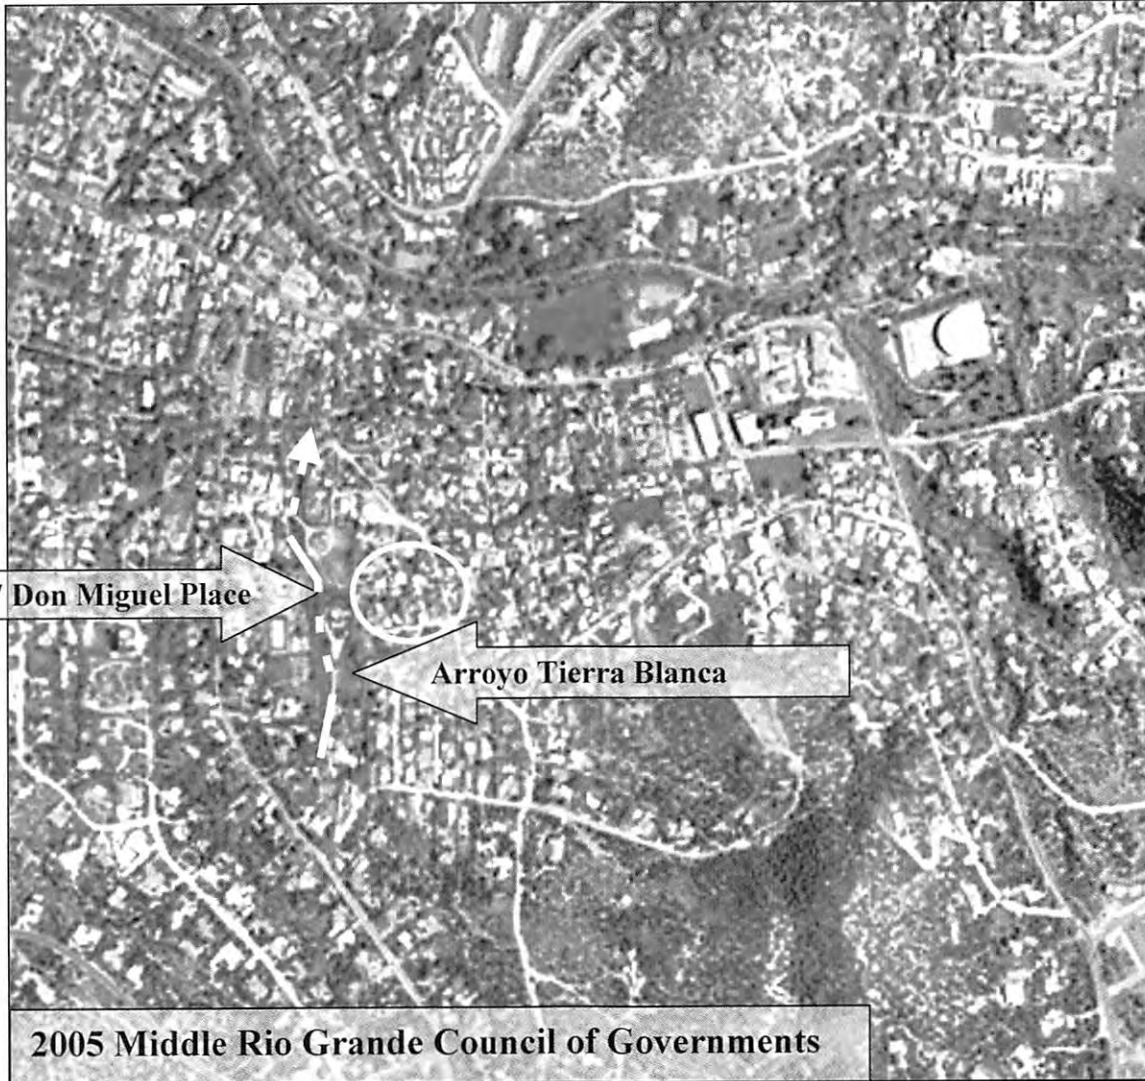 Don Miguel Place
Arroyo Tierra Blanca
2005 Middle Rio Grande Council of Governments